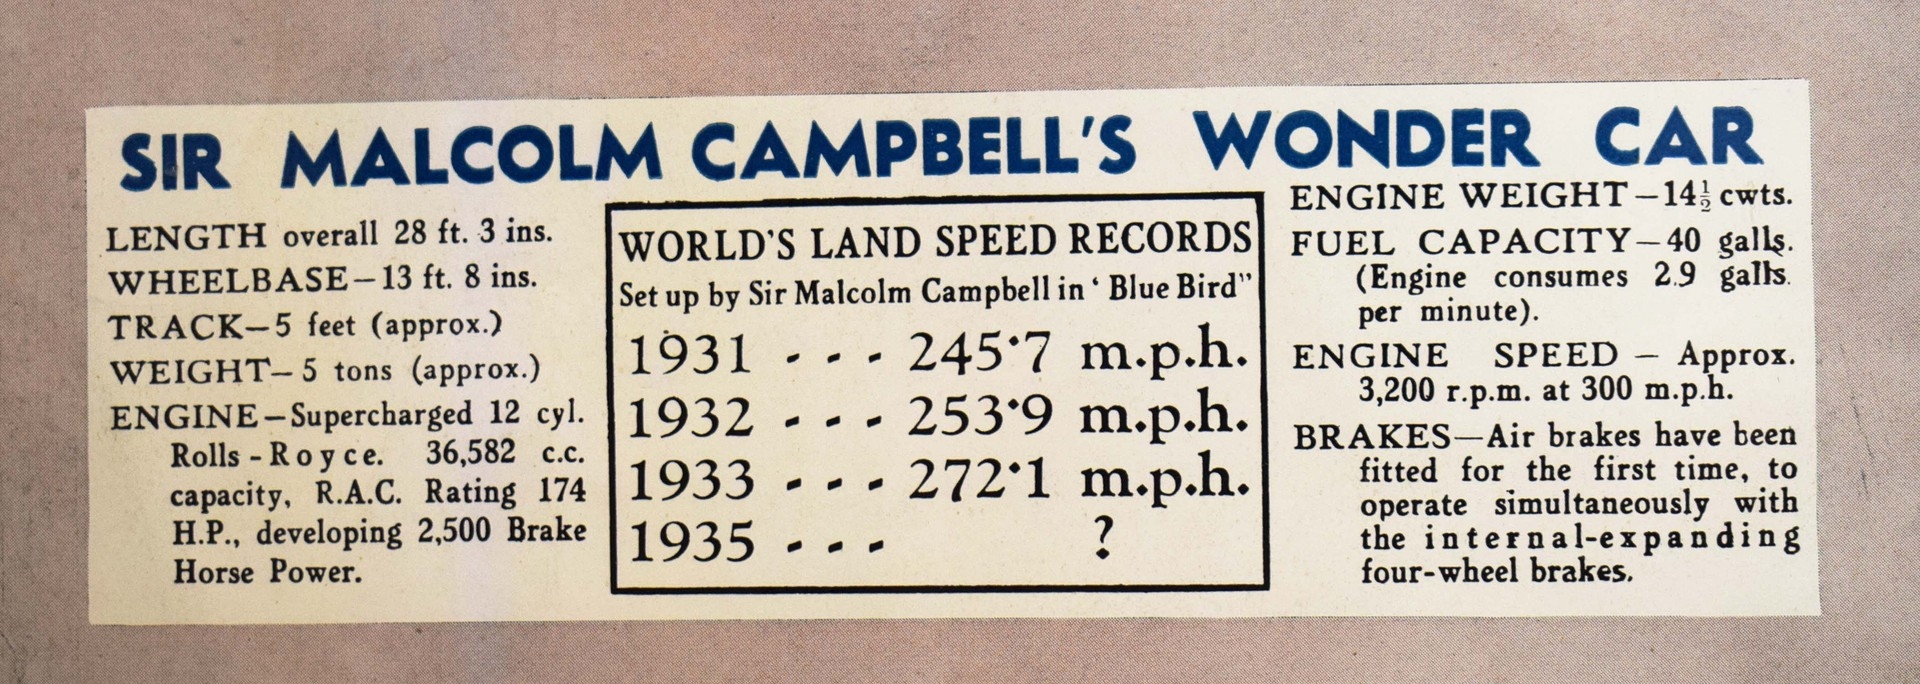 SIR MALCOLM CAMPBELL'S WONDER CAR
LENGTH overall 28 ft. 3 ins.
WHEELBASE—13 ft. 8 ins.
TRACK—5 feet (approx.)
WEIGHT—5 tons (approx.)
ENGINE—Supercharged 12 cyl.
Rolls-Royce. 36,582 c.c.
capacity, R.A.C. Rating 174
H.P., developing 2,500 Brake
Horse Power.
WORLD'S LAND SPEED RECORDS
Set up by Sir Malcolm Campbell in ‘Blue Bird”
1931 - - - 245·7 m.p.h.
1932 - - - 253·9 m.p.h.
1933 - - - 272·1 m.p.h.
1935 - - - ?
ENGINE WEIGHT—14½ cwts.
FUEL CAPACITY—40 galls.
(Engine consumes 2.9 galls.
per minute).
ENGINE SPEED — Approx.
3,200 r.p.m. at 300 m.p.h.
BRAKES—Air brakes have been
fitted for the first time, to
operate simultaneously with
the internal-expanding
four-wheel brakes.